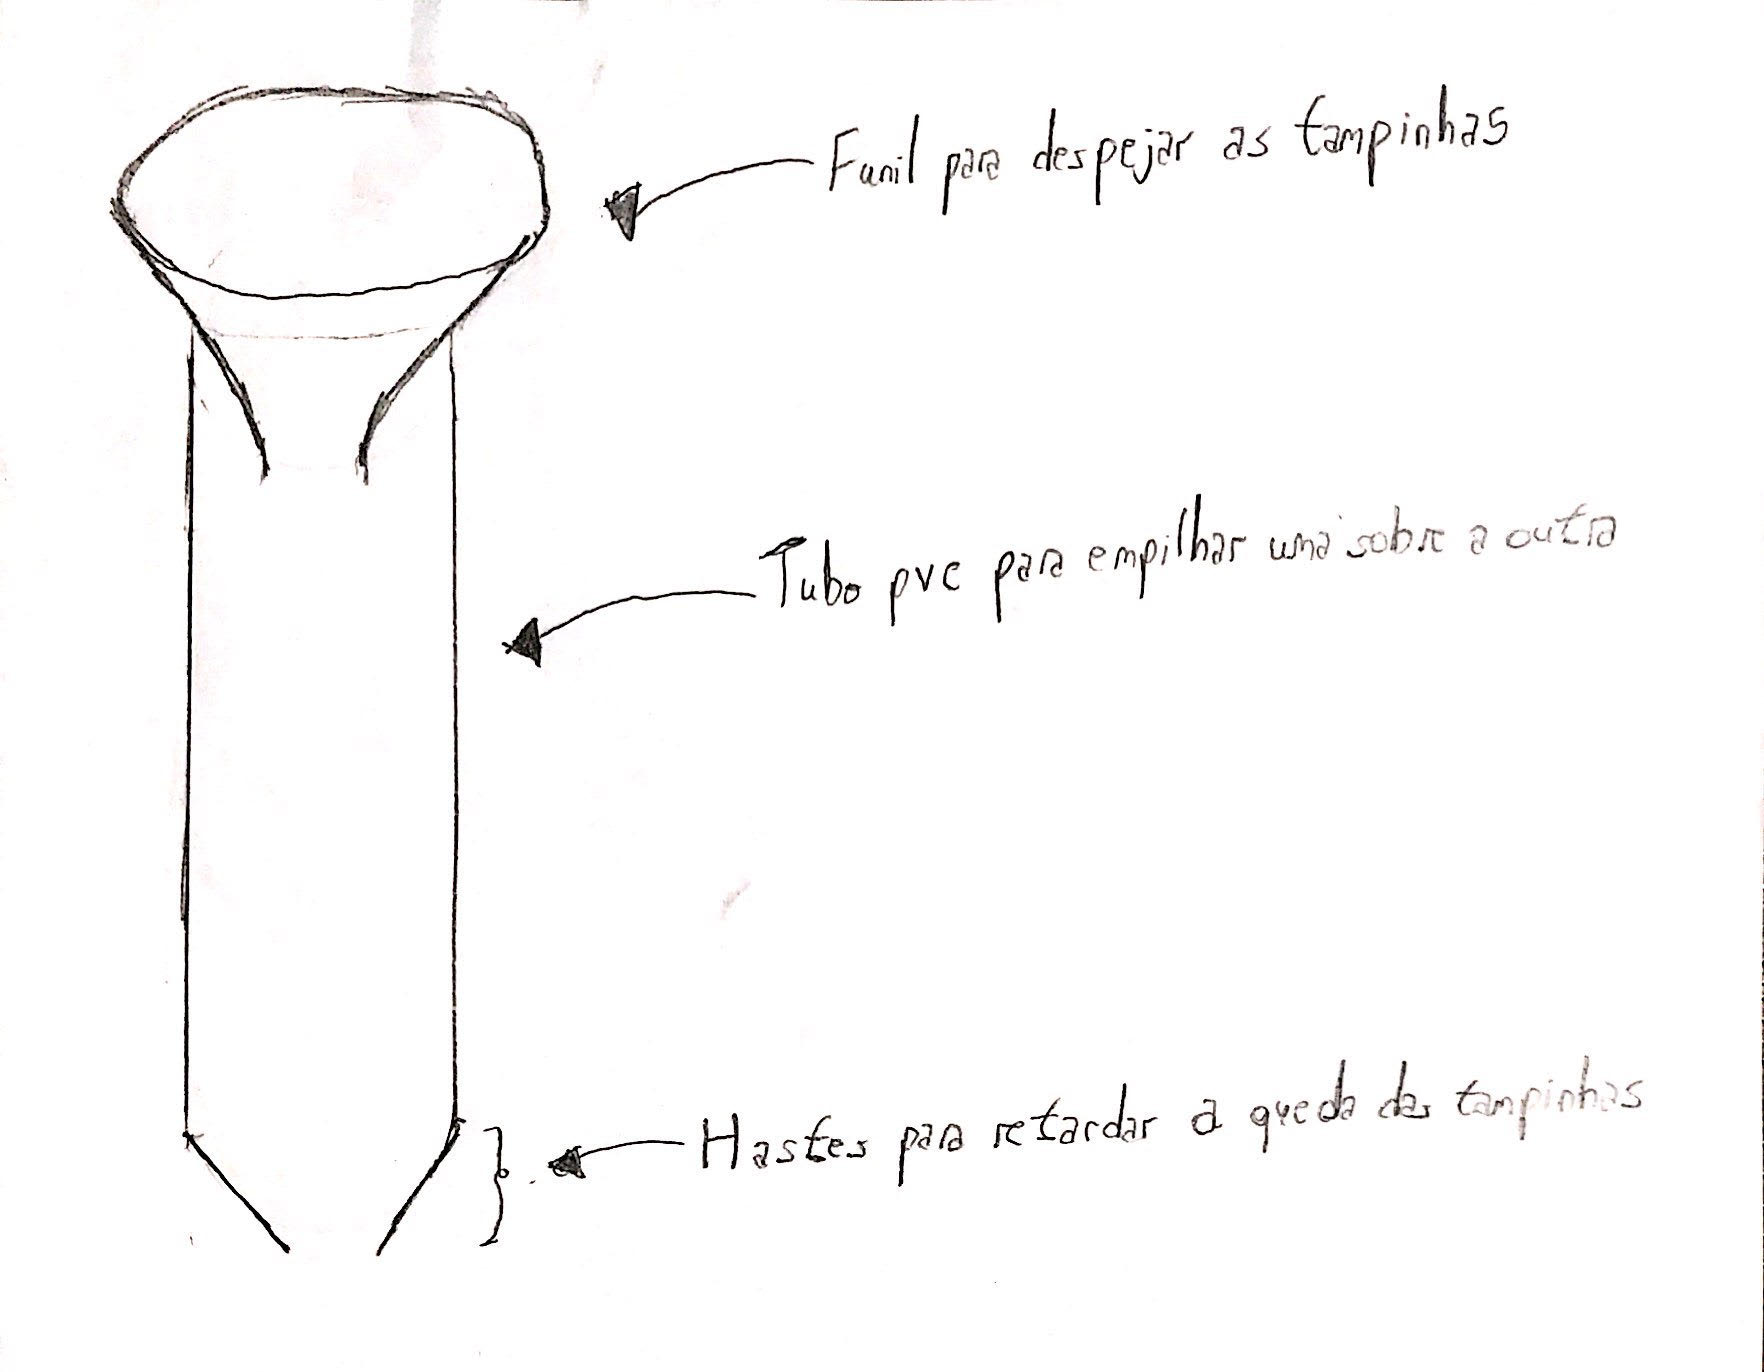 Funil para despejar as tampinhas
Tubo pvc para empilhar uma sobre a outra
Hastes para retardar a queda das tampinhas